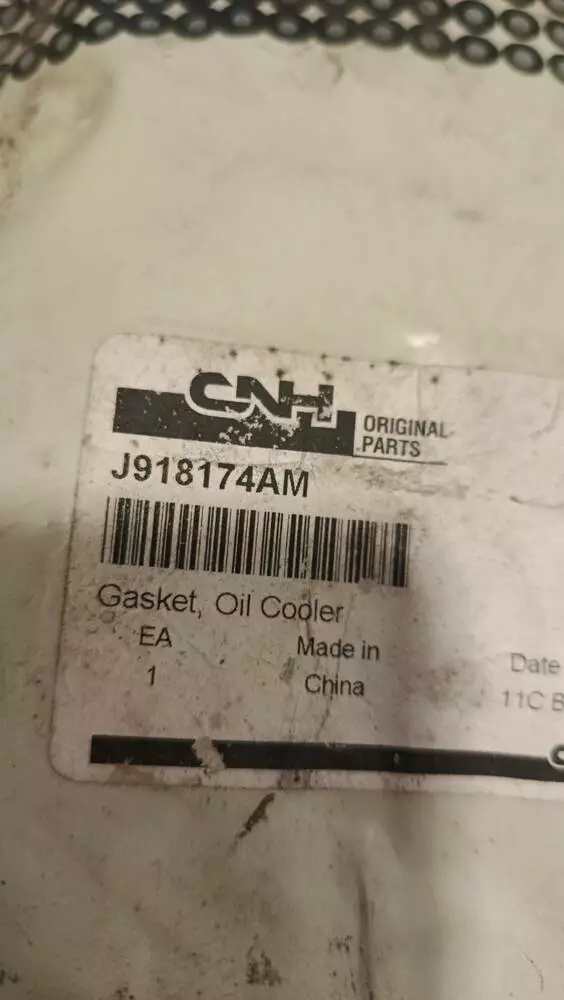 CNH
ORIGINAL
PARTS
J918174AM
Gasket, Oil Cooler
EA
Made in
Date
1
China
11C B